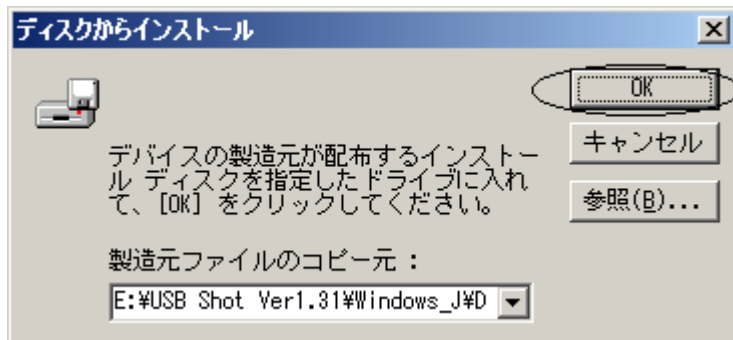 ディスクからインストール
OK
デバイスの製造元が配布するインストー
ル ディスクを指定したドライブに入れ
て、[OK] をクリックしてください。
キャンセル
参照(B)...
製造元ファイルのコピー元：
E:¥USB Shot Ver1.31¥Windows_J¥D